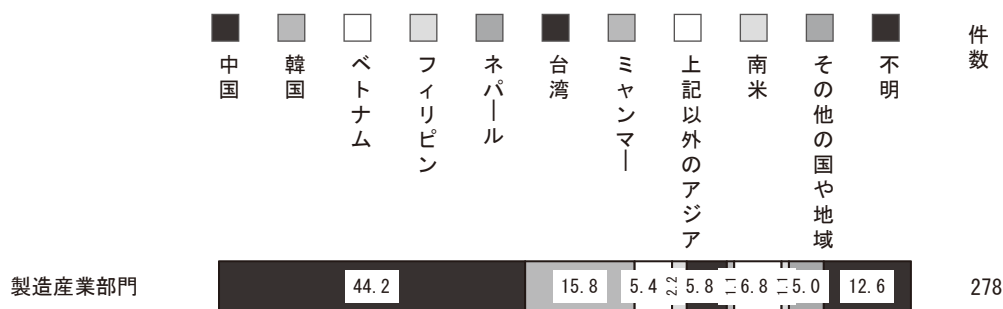 中国
韓国
ベトナム
フィリピン
ネパール
台湾
ミャンマー
上記以外のアジア
南米
その他の国や地域
不明
件数
製造産業部門 44.2 15.8 5.4 2.2 5.8 6.8 5.0 12.6 278